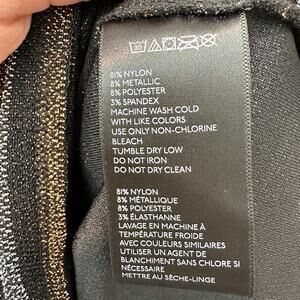 30
81% NYLON
8% METALLIC
8% POLYESTER
3% SPANDEX
MACHINE WASH COLD
WITH LIKE COLORS
USE ONLY NON-CHLORINE
BLEACH
TUMBLE DRY LOW
DO NOT IRON
DO NOT DRY CLEAN
81% NYLON
8% MÉTALLIQUE
8% POLYESTER
3% ÉLASTHANNE
LAVAGE EN MACHINE À
TEMPÉRATURE FROIDE
AVEC COULEURS SIMILAIRES
UTILISER UN AGENT DE
BLANCHIMENT SANS CHLORE SI
NÉCESSAIRE
METTRE AU SÈCHE-LINGE